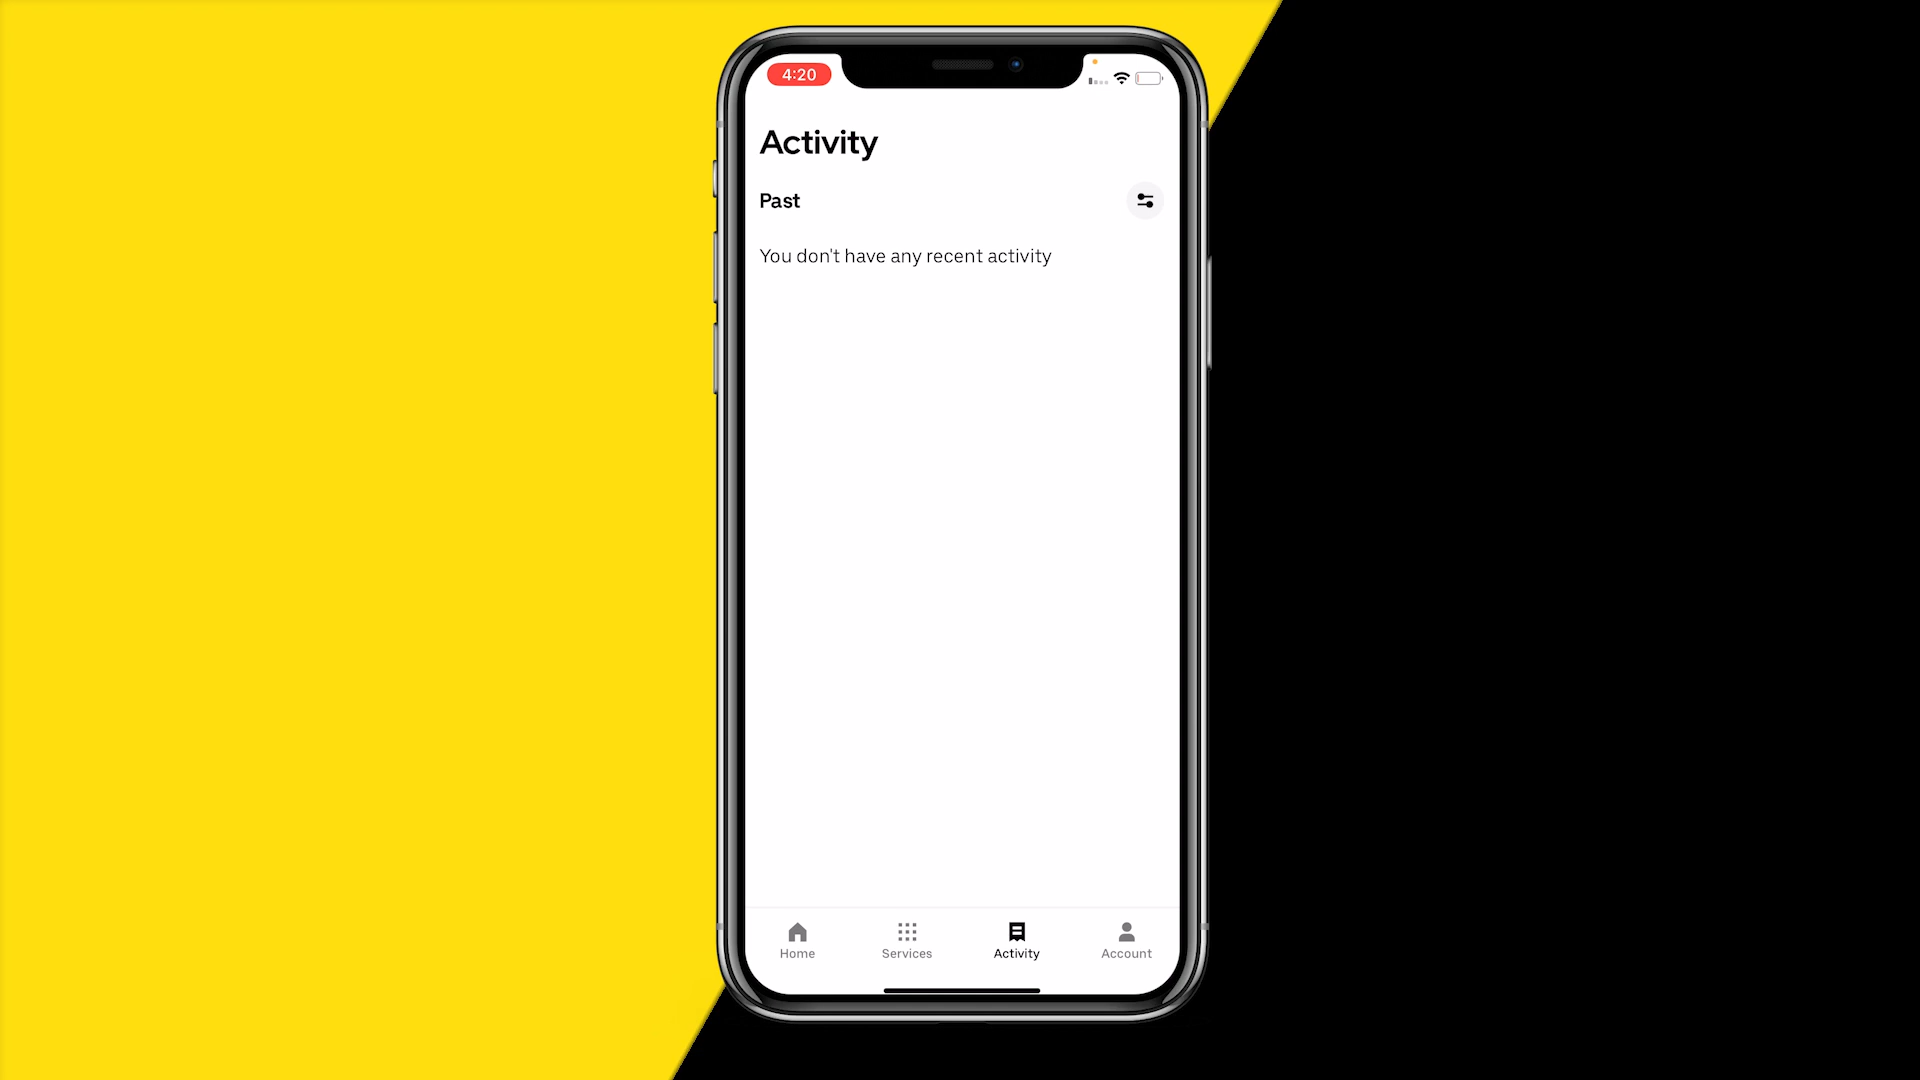 4:20
Activity
Past
You don't have any recent activity
Home
Services
Activity
Account